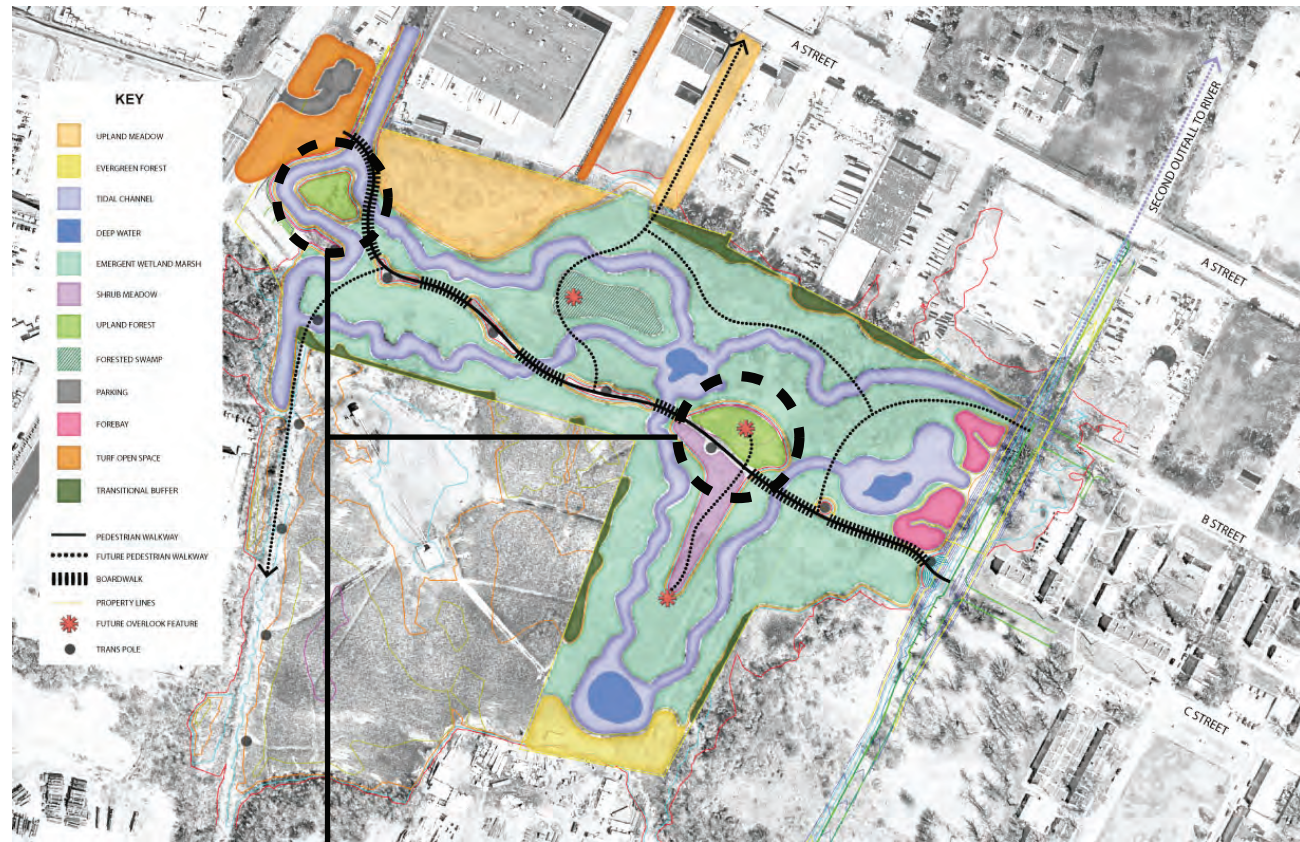 KEY
UPLAND MEADOW
EVERGREEN FOREST
TIDAL CHANNEL
DEEP WATER
EMERGENT WETLAND MARSH
SHRUB MEADOW
UPLAND FOREST
FORESTED SWAMP
PARKING
FOREBAY
TURF OPEN SPACE
TRANSITIONAL BUFFER
PEDESTRIAN WALKWAY
FUTURE PEDESTRIAN WALKWAY
BOARDWALK
PROPERTY LINES
FUTURE OVERLOOK FEATURE
TRANS POLE
A STREET
SECOND OUTFALL TO RIVER
A STREET
B STREET
C STREET